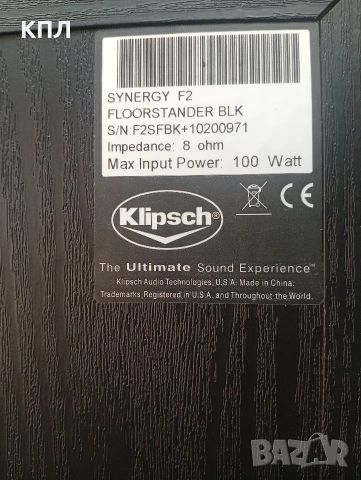 КПЛ
SYNERGY F2
FLOORSTANDER BLK
S/N:F2SFBK+10200971
Impedance: 8 ohm
Max Input Power: 100 Watt
Klipsch®
The Ultimate Sound Experience™
Klipsch Audio Technologies, U.S.A. Made in China.
Trademarks Registered in U.S.A. and Throughout the World.
BAZAR